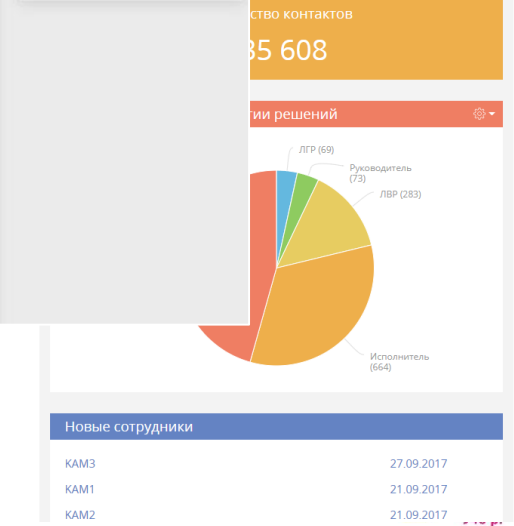 ство контактов
35 608
гии решений
ЛГР (69)
Руководитель
(73)
ЛВР (283)
Исполнитель
(664)
Новые сотрудники
КАМ3 27.09.2017
КАМ1 21.09.2017
КАМ2 21.09.2017